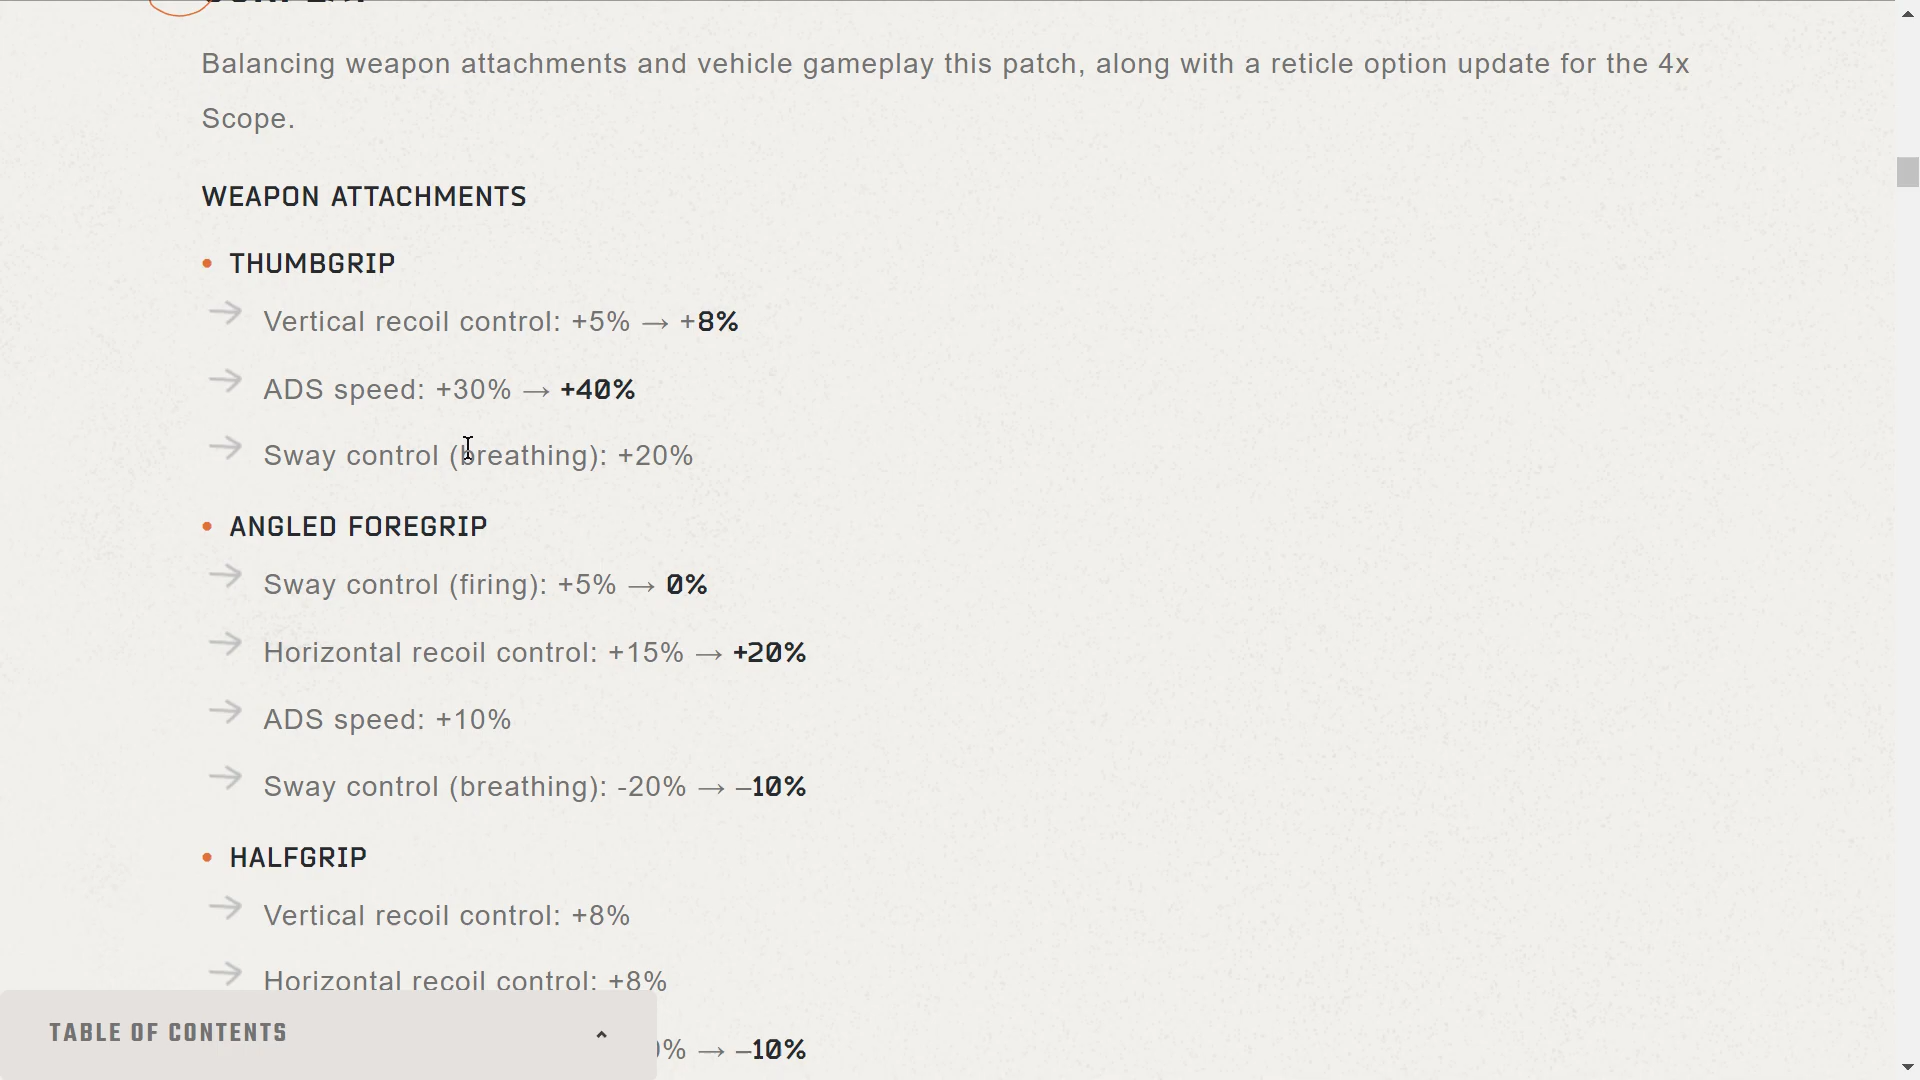 Balancing weapon attachments and vehicle gameplay this patch, along with a reticle option update for the 4x
Scope.
WEAPON ATTACHMENTS
• THUMBGRIP
→ Vertical recoil control: +5% → +8%
→ ADS speed: +30% → +40%
→ Sway control (breathing): +20%
• ANGLED FOREGRIP
→ Sway control (firing): +5% → 0%
→ Horizontal recoil control: +15% → +20%
→ ADS speed: +10%
→ Sway control (breathing): -20% → –10%
• HALFGRIP
→ Vertical recoil control: +8%
→ Horizontal recoil control: +8%
% → –10%
TABLE OF CONTENTS